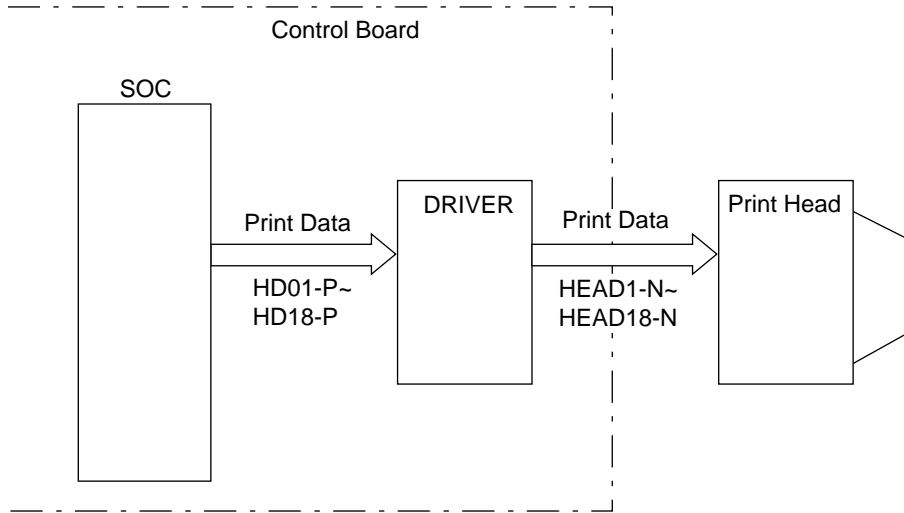 Control Board
SOC
DRIVER
Print Head
Print Data
Print Data
HD01-P~
HD18-P
HEAD1-N~
HEAD18-N